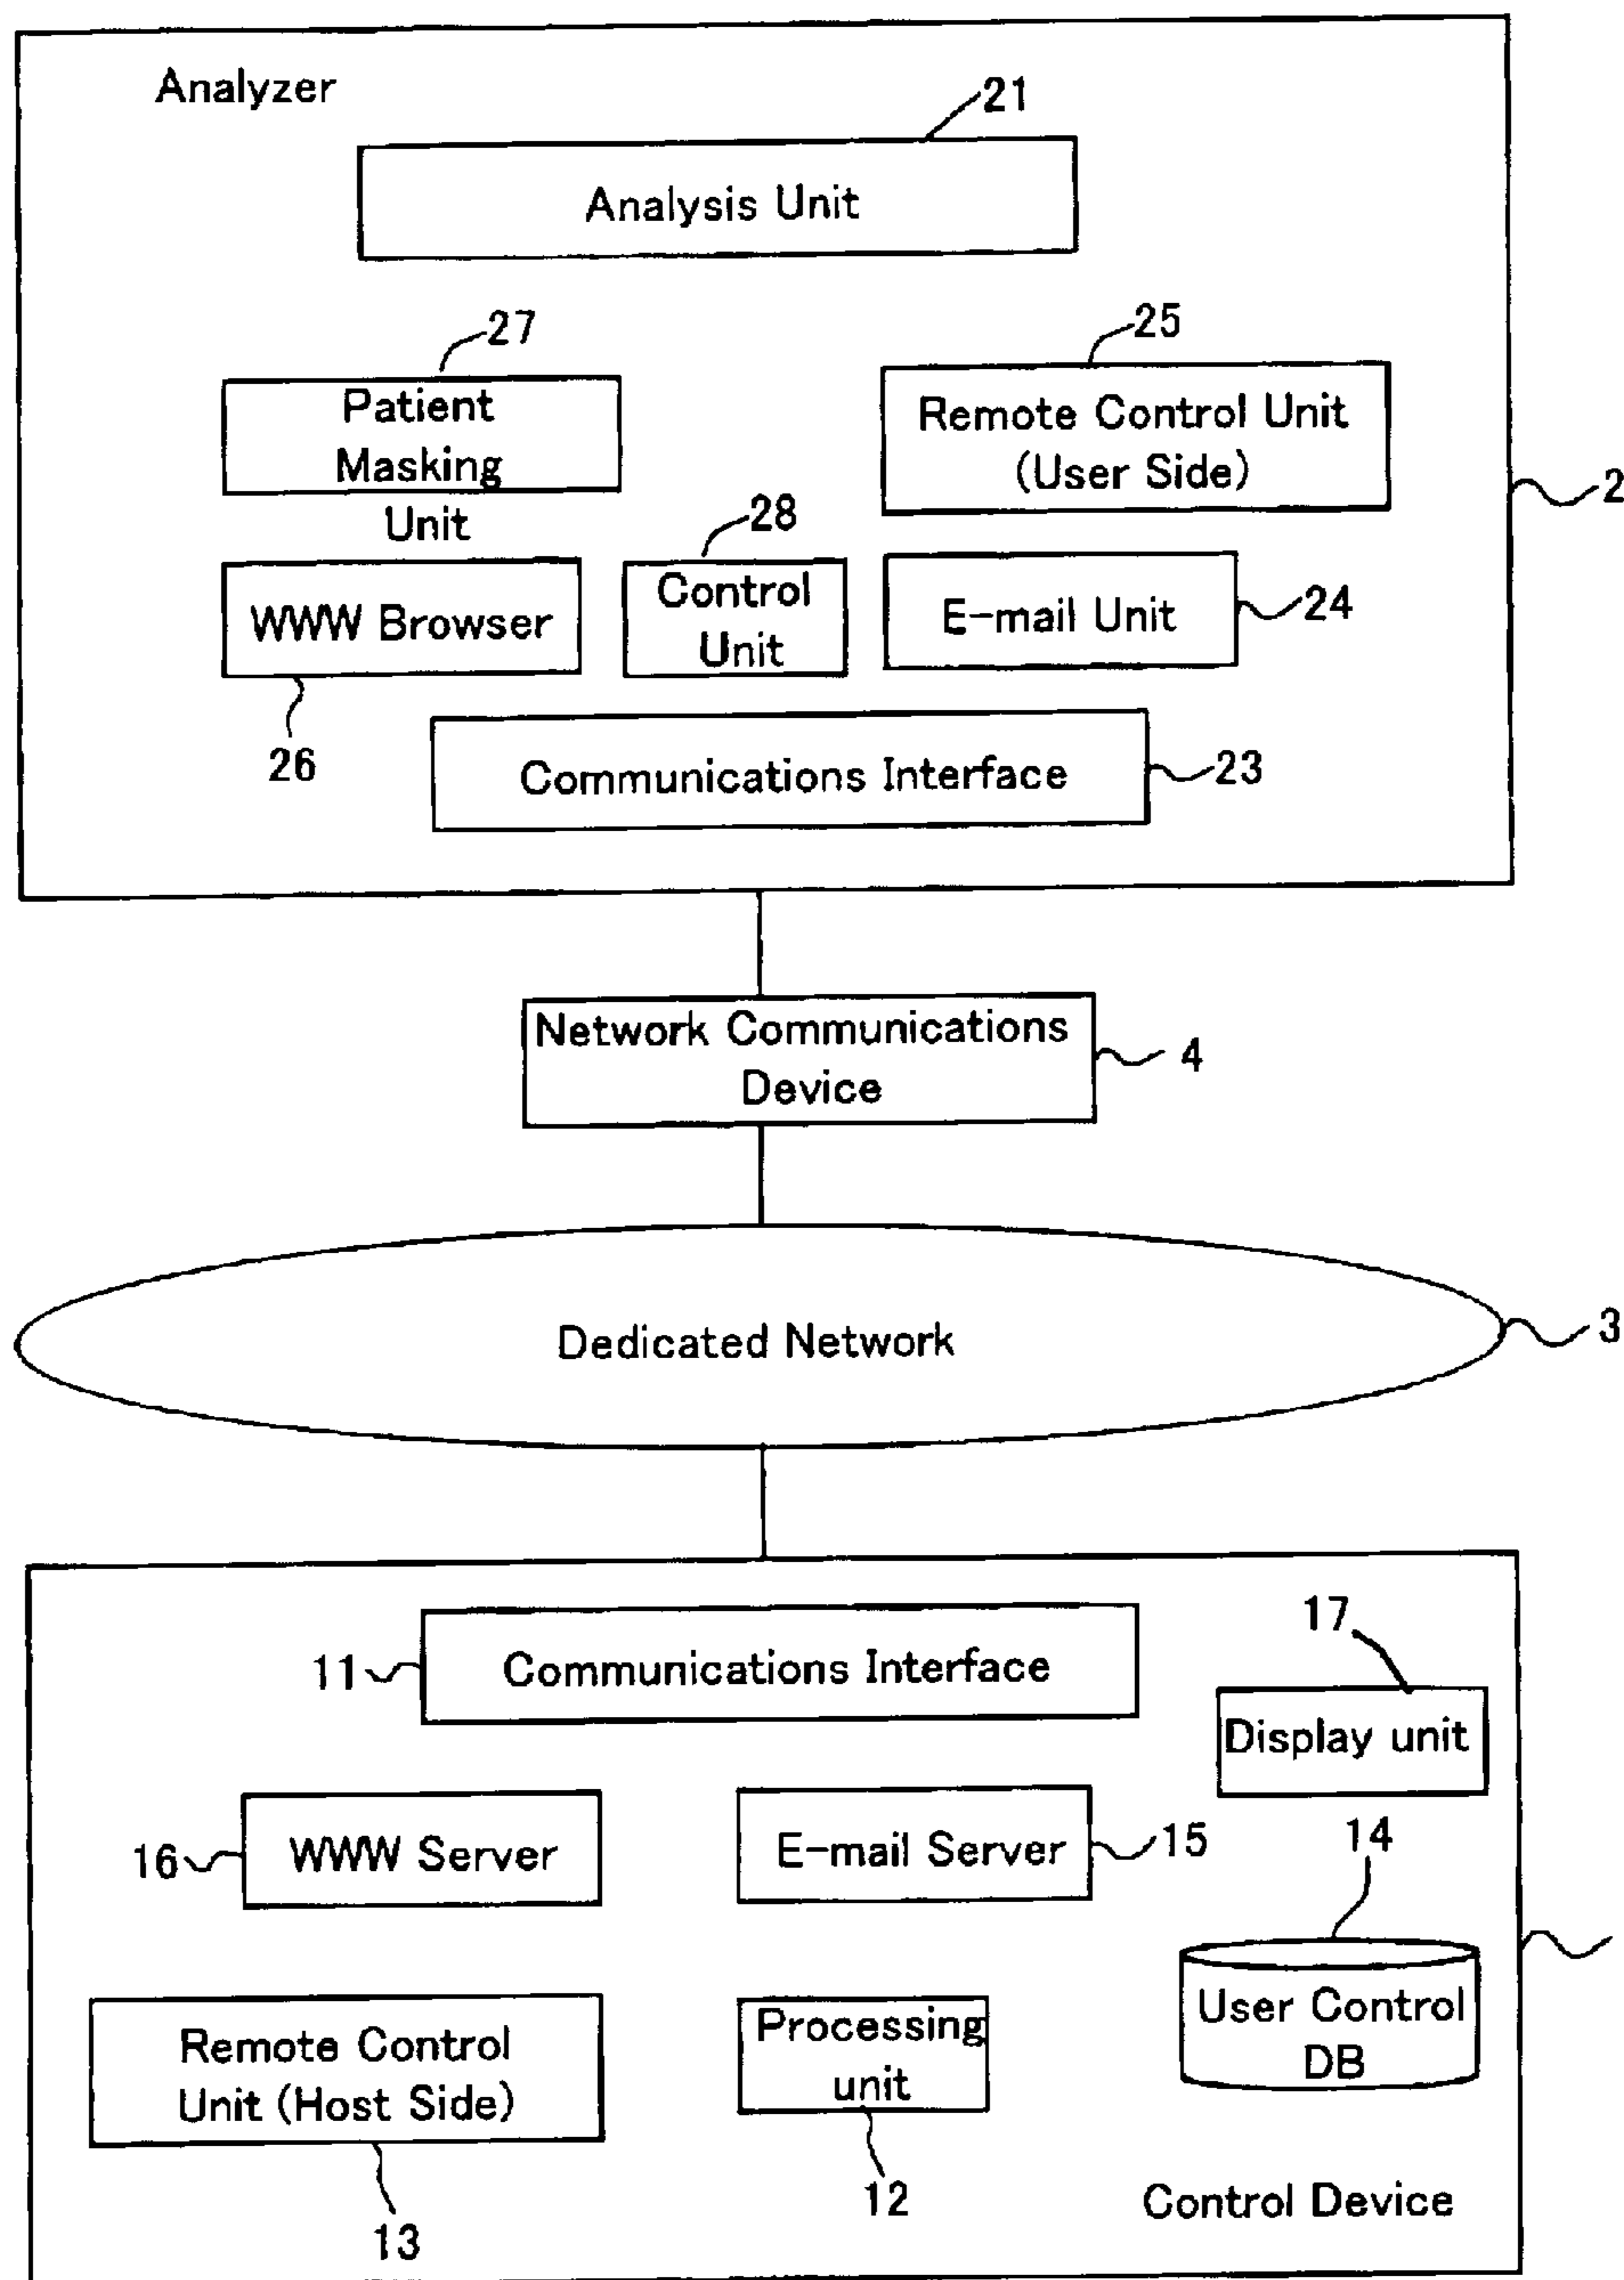 Analyzer
21
Analysis Unit
27
25
Patient
Masking
Unit
Remote Control Unit
(User Side)
2
28
WWW Browser
Control
Unit
E-mail Unit
24
26
Communications Interface
23
Network Communications
Device
4
Dedicated Network
3
17
11
Communications Interface
Display unit
16
WWW Server
E-mail Server
15
14
User Control
DB
Remote Control
Unit (Host Side)
Processing
unit
12
13
Control Device